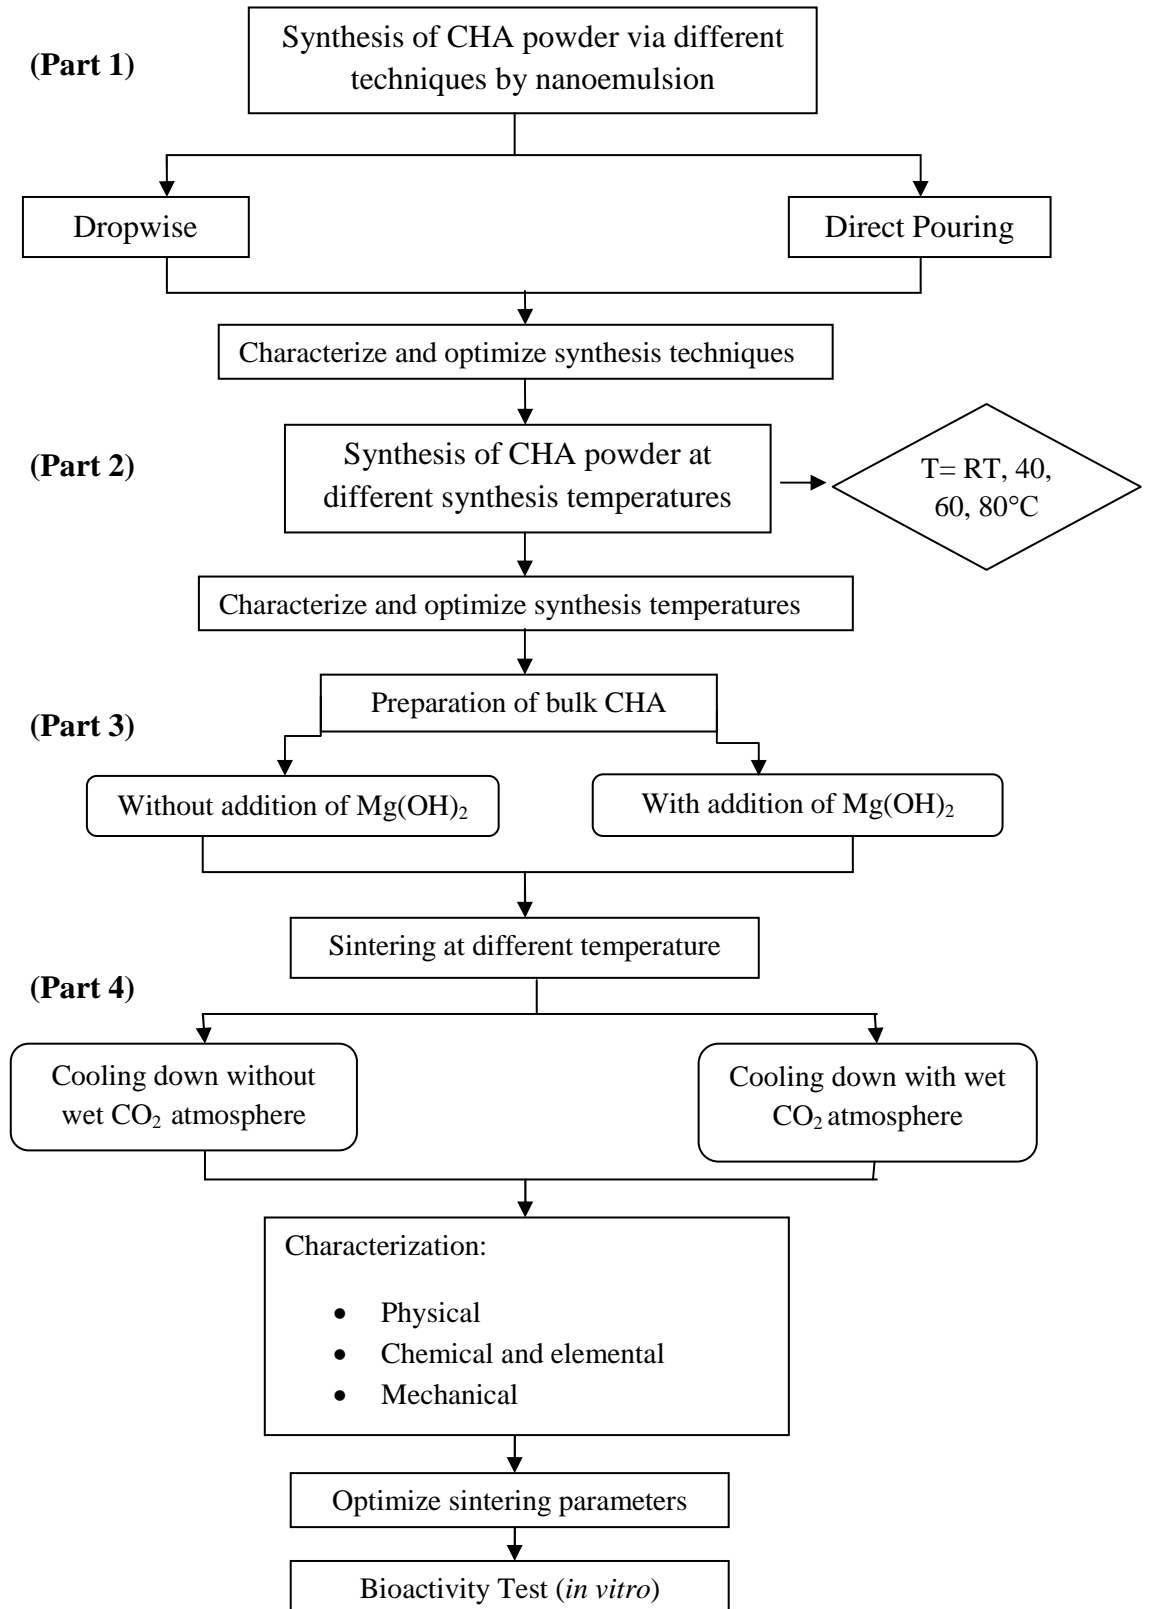 (Part 1)
Synthesis of CHA powder via different
techniques by nanoemulsion
Dropwise
Direct Pouring
Characterize and optimize synthesis techniques
(Part 2)
Synthesis of CHA powder at
different synthesis temperatures
T= RT, 40,
60, 80°C
Characterize and optimize synthesis temperatures
Preparation of bulk CHA
(Part 3)
Without addition of Mg(OH)₂
With addition of Mg(OH)₂
Sintering at different temperature
(Part 4)
Cooling down without
wet CO₂ atmosphere
Cooling down with wet
CO₂ atmosphere
Characterization:
• Physical
• Chemical and elemental
• Mechanical
Optimize sintering parameters
Bioactivity Test (in vitro)